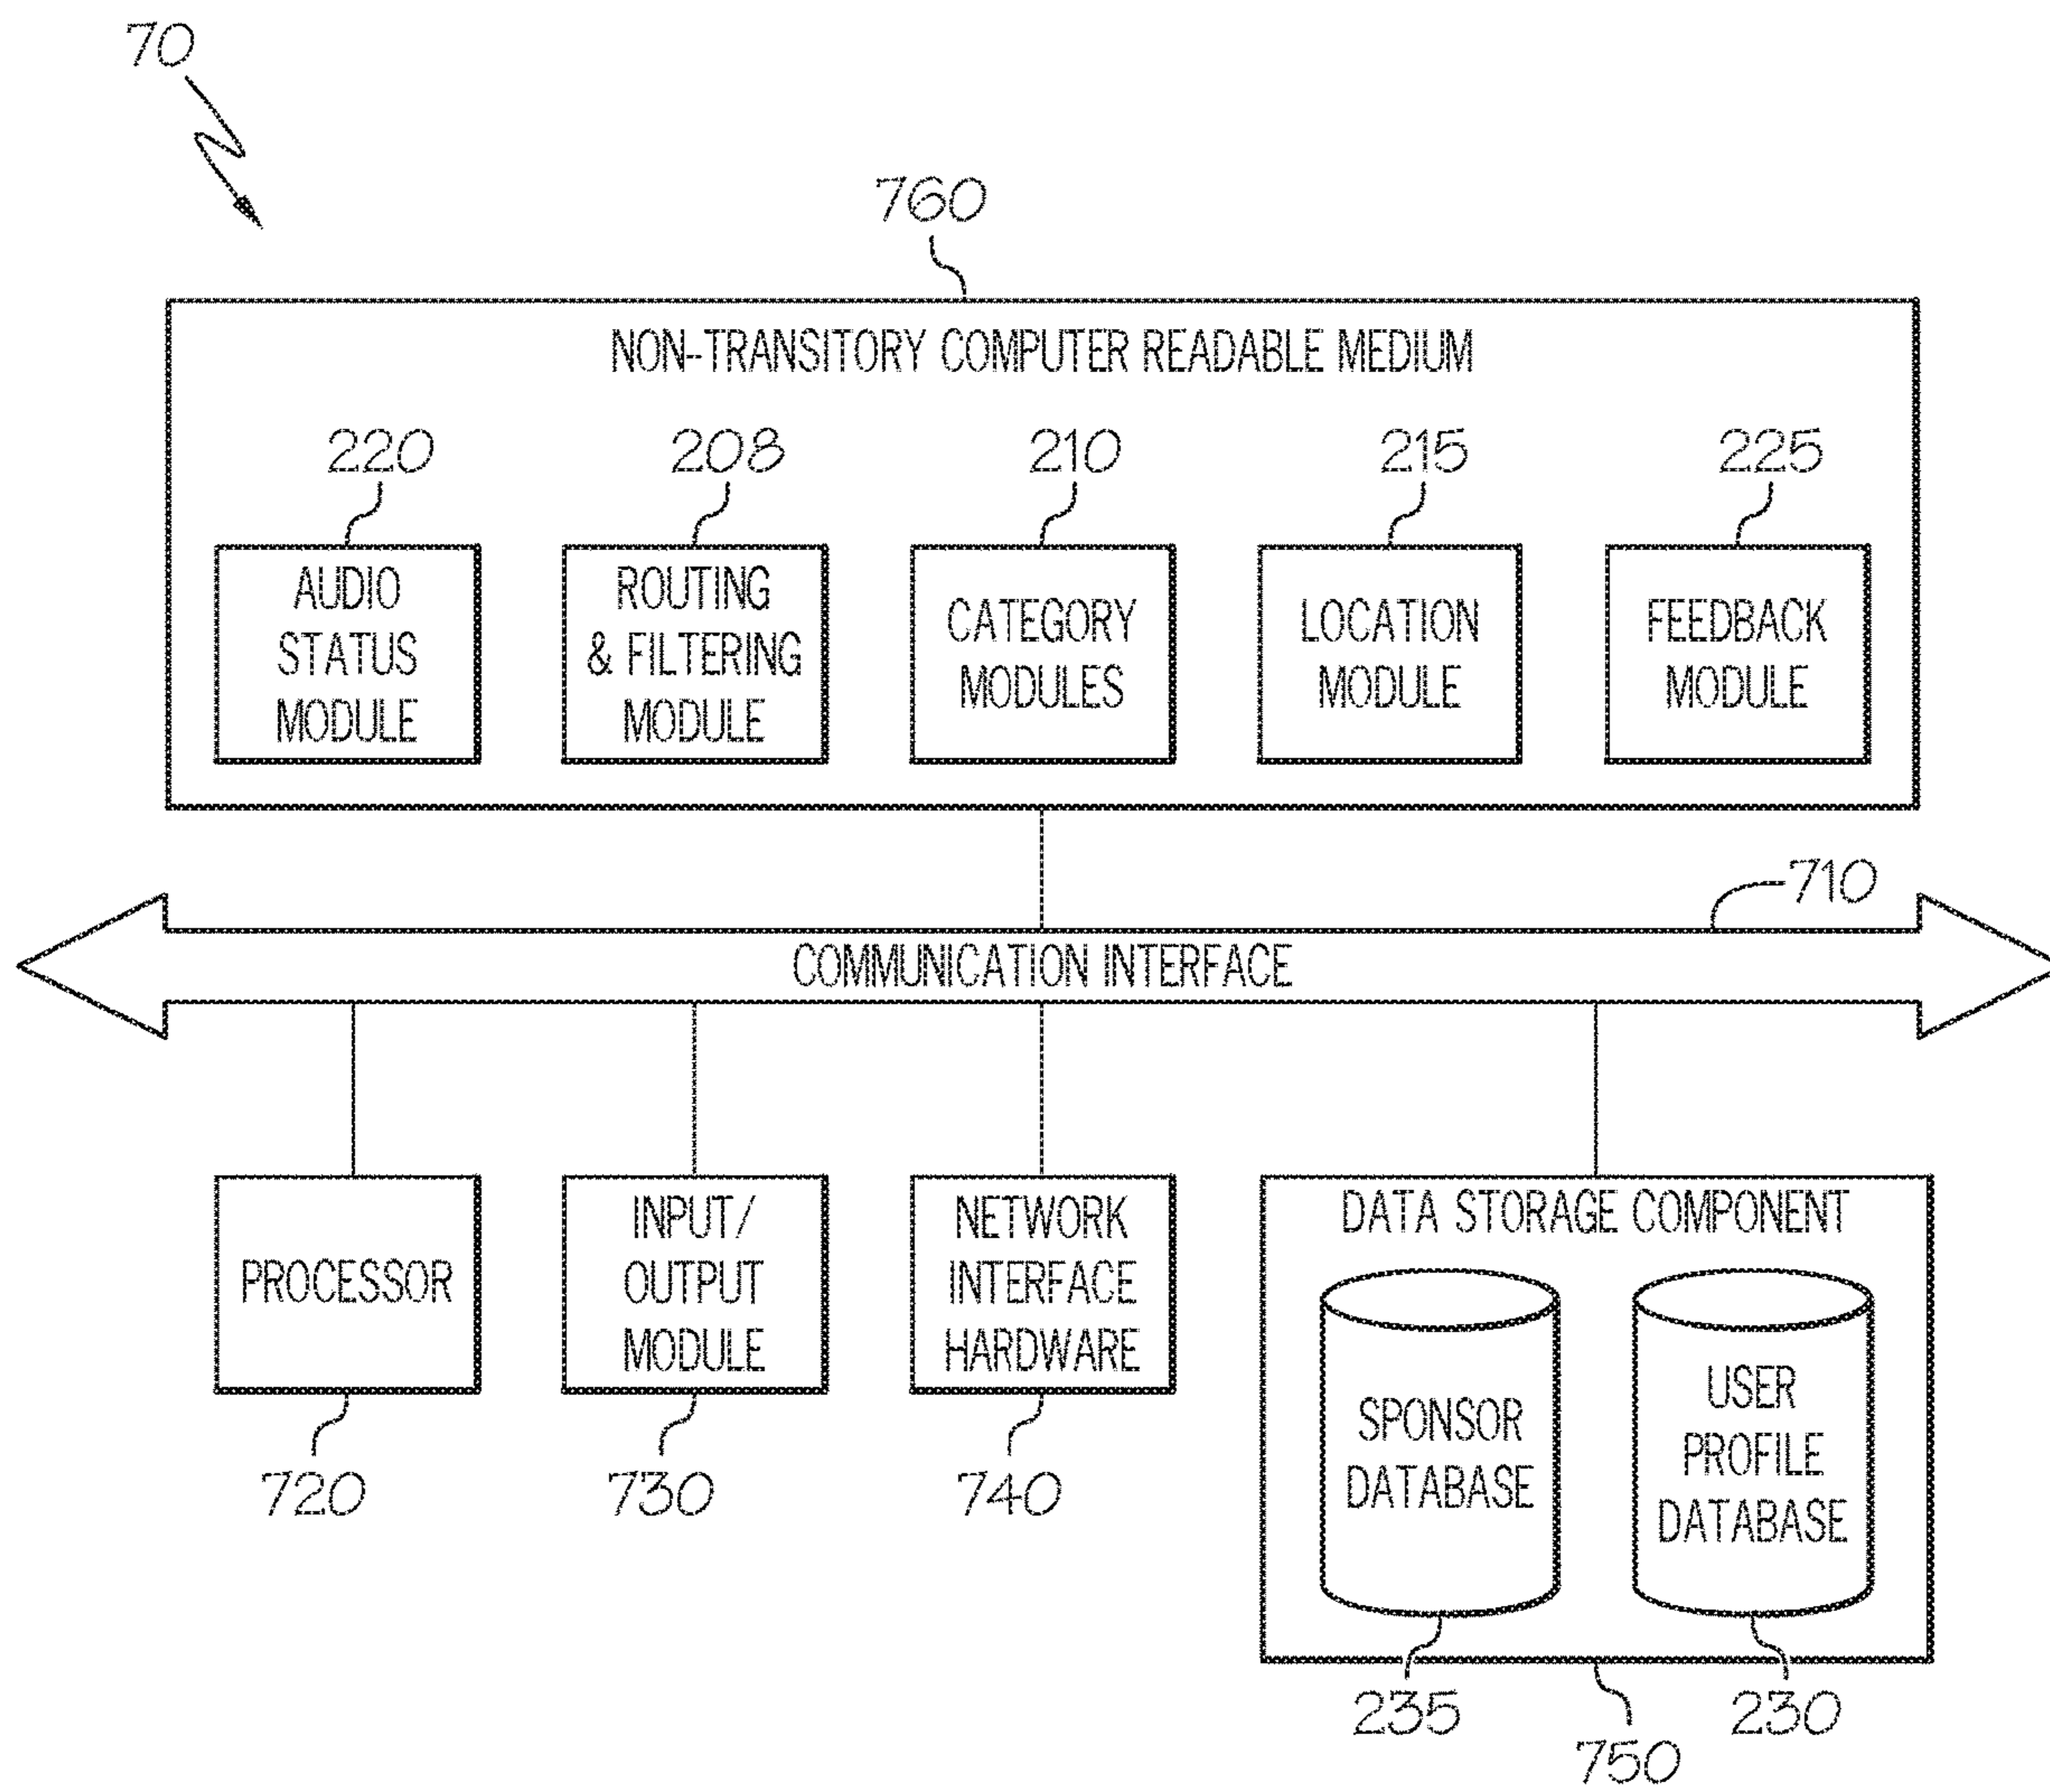 70
760
NON-TRANSITORY COMPUTER READABLE MEDIUM
220
208
210
215
225
AUDIO
STATUS
MODULE
ROUTING
& FILTERING
MODULE
CATEGORY
MODULES
LOCATION
MODULE
FEEDBACK
MODULE
710
COMMUNICATION INTERFACE
PROCESSOR
INPUT/
OUTPUT
MODULE
NETWORK
INTERFACE
HARDWARE
DATA STORAGE COMPONENT
SPONSOR
DATABASE
USER
PROFILE
DATABASE
720
730
740
235
230
750